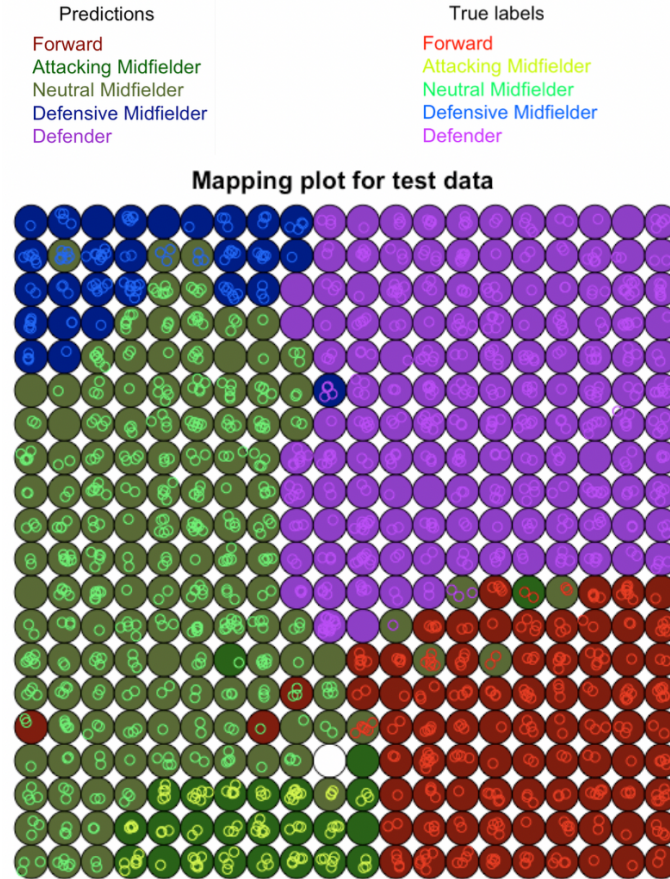 Predictions
Forward
Attacking Midfielder
Neutral Midfielder
Defensive Midfielder
Defender
True labels
Forward
Attacking Midfielder
Neutral Midfielder
Defensive Midfielder
Defender
Mapping plot for test data